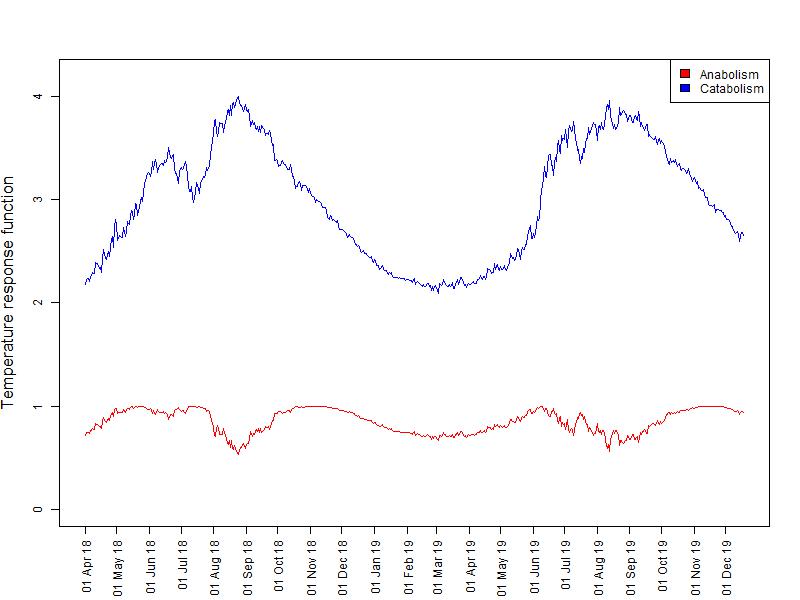 Anabolism
Catabolism
Temperature response function
4
3
2
1
0
01 Apr 18
01 May 18
01 Jun 18
01 Jul 18
01 Aug 18
01 Sep 18
01 Oct 18
01 Nov 18
01 Dec 18
01 Jan 19
01 Feb 19
01 Mar 19
01 Apr 19
01 May 19
01 Jun 19
01 Jul 19
01 Aug 19
01 Sep 19
01 Oct 19
01 Nov 19
01 Dec 19